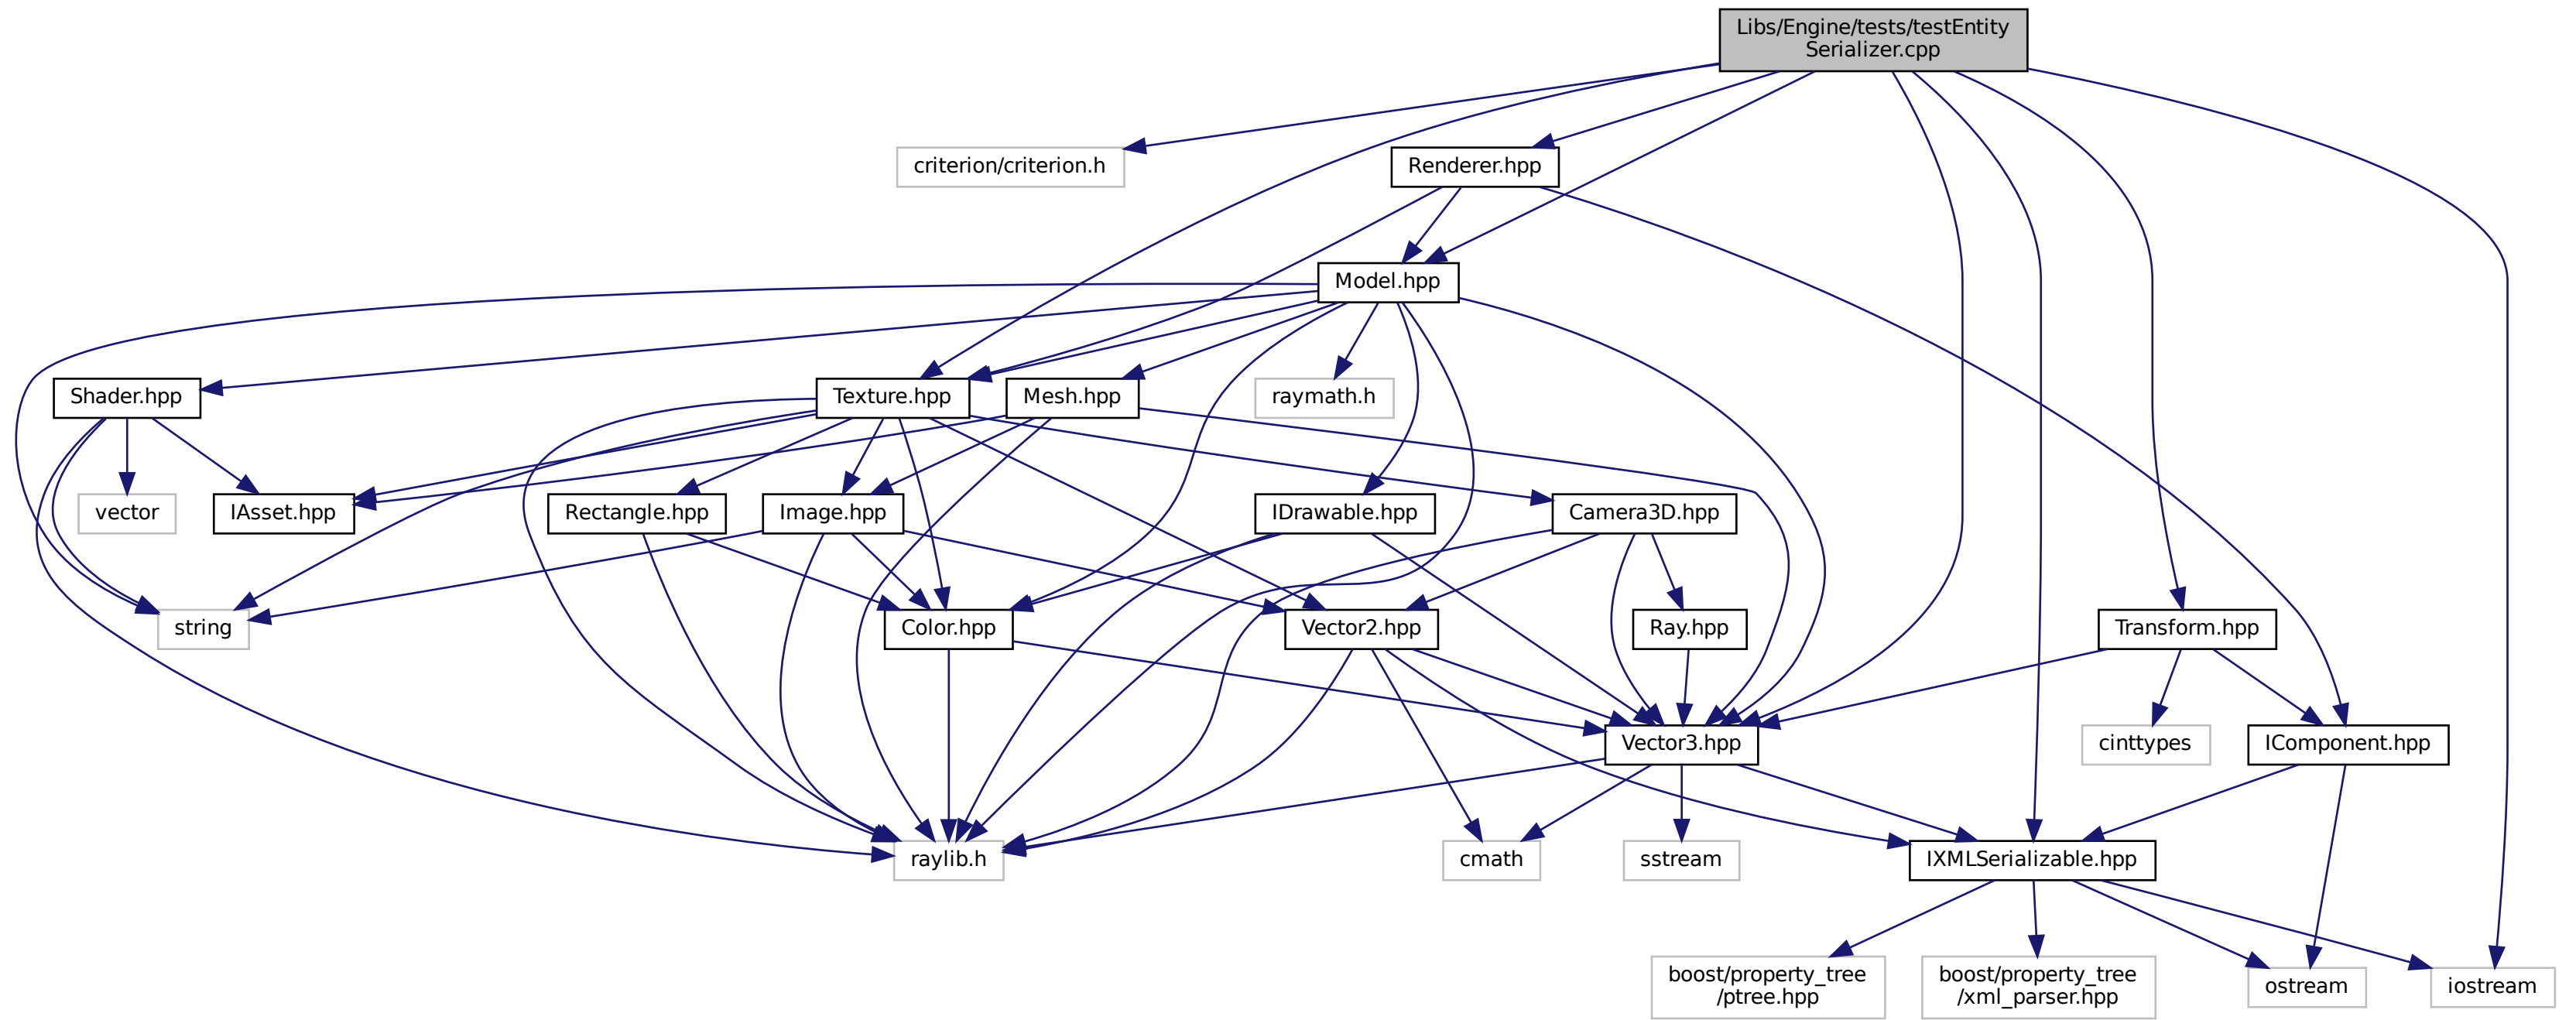 Libs/Engine/tests/testEntity
Serializer.cpp
criterion/criterion.h
Renderer.hpp
Model.hpp
Shader.hpp
Texture.hpp
Mesh.hpp
raymath.h
vector
IAsset.hpp
Rectangle.hpp
Image.hpp
IDrawable.hpp
Camera3D.hpp
string
Color.hpp
Vector2.hpp
Ray.hpp
Transform.hpp
Vector3.hpp
cinttypes
IComponent.hpp
raylib.h
cmath
sstream
IXMLSerializable.hpp
boost/property_tree
/ptree.hpp
boost/property_tree
/xml_parser.hpp
ostream
iostream